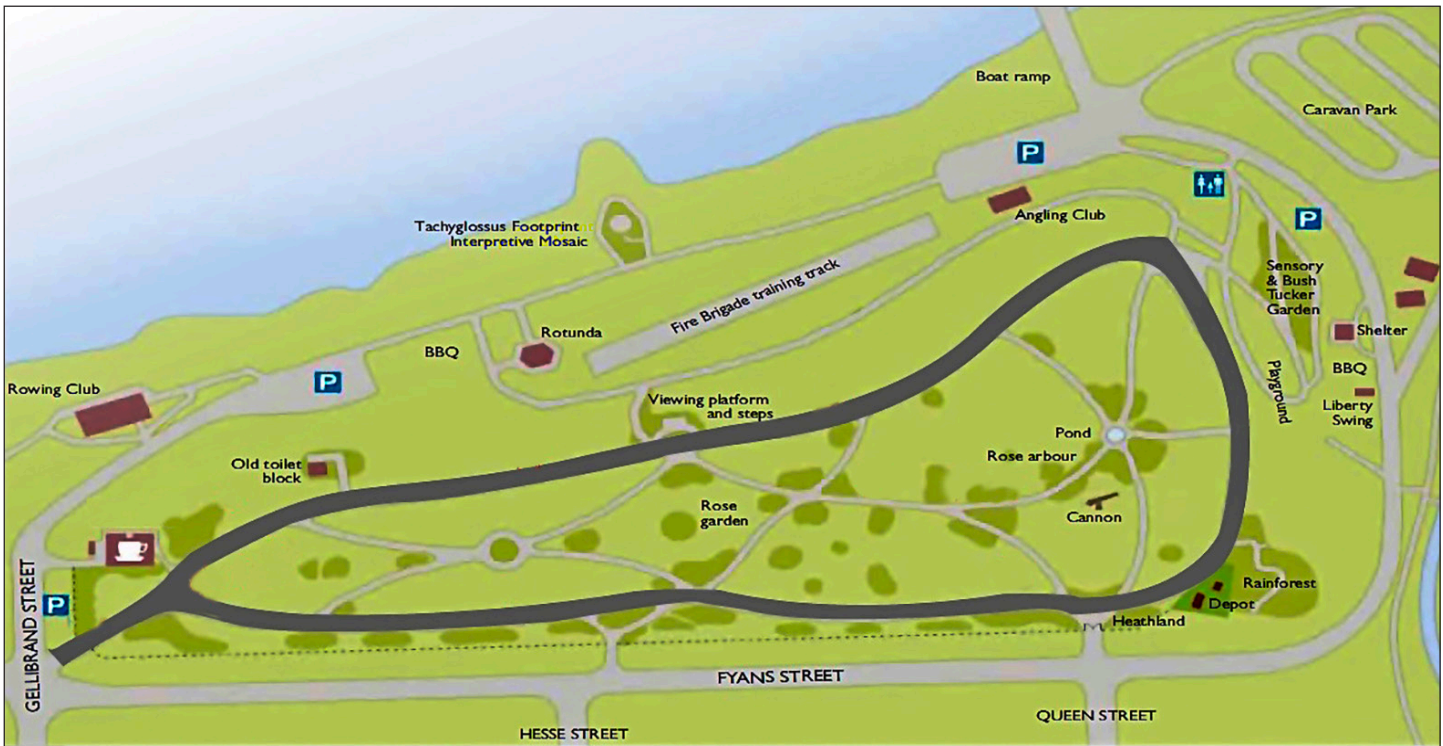 Boat ramp
Caravan Park
P
P
Angling Club
Tachyglossus Footprint
Interpretive Mosaic
Fire Brigade training track
Sensory
& Bush
Tucker
Garden
Rotunda
BBQ
Shelter
BBQ
P
Rowing Club
Playground
Liberty
Swing
Viewing platform
and steps
Pond
Rose arbour
Old toilet
block
Rose
garden
Cannon
GELLIBRAND STREET
P
Rainforest
Depot
Heathland
FYANS STREET
QUEEN STREET
HESSE STREET